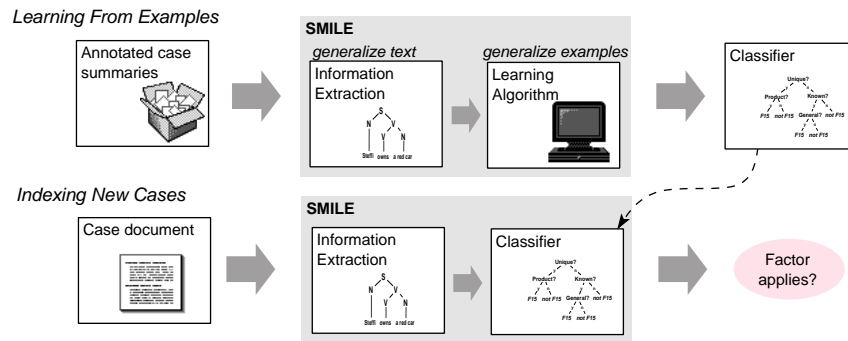 Learning From Examples
SMILE
generalize text
generalize examples
Annotated case
summaries
Information
Extraction
S
N V
V N
Steffi owns a red car
Learning
Algorithm
Classifier
Unique?
Product? Known?
F15 not F15 General? not F15
F15 not F15
Indexing New Cases
SMILE
Case document
Information
Extraction
S
N V
V N
Steffi owns a red car
Classifier
Unique?
Product? Known?
F15 not F15 General? not F15
F15 not F15
Factor
applies?